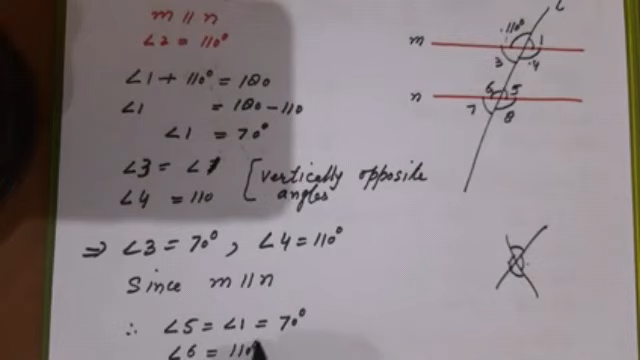 m || n
∠2 = 110°
∠1 + 110° = 180
∠1 = 180 - 110
∠1 = 70°
∠3 = ∠1
∠4 = 110
[vertically opposite
angles
⇒ ∠3 = 70°, ∠4 = 110°
Since m || n
∴ ∠5 = ∠1 = 70°
∠6 = 110°
l
110° 1
m
3 4
n
6 5
7 8